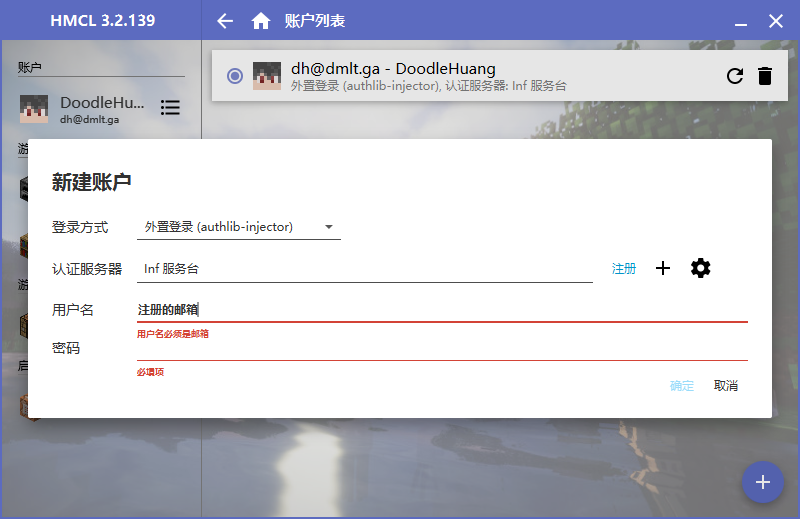 HMCL 3.2.139
账户列表
账户
DoodleHu...
dh@dmlt.ga
dh@dmlt.ga - DoodleHuang
外置登录 (authlib-injector), 认证服务器: Inf 服务台
游
游
启
新建账户
登录方式
外置登录 (authlib-injector)
认证服务器
Inf 服务台
注册
用户名
注册的邮箱
用户名必须是邮箱
密码
必填项
确定
取消